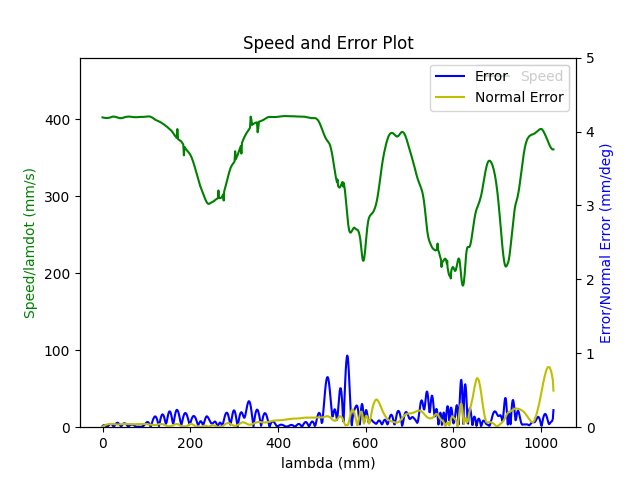 Speed and Error Plot
Speed/lamdot (mm/s)
400
300
200
100
0
Error
Speed
Normal Error
5
4
3
2
1
0
Error/Normal Error (mm/deg)
0
200
400
600
800
1000
lambda (mm)